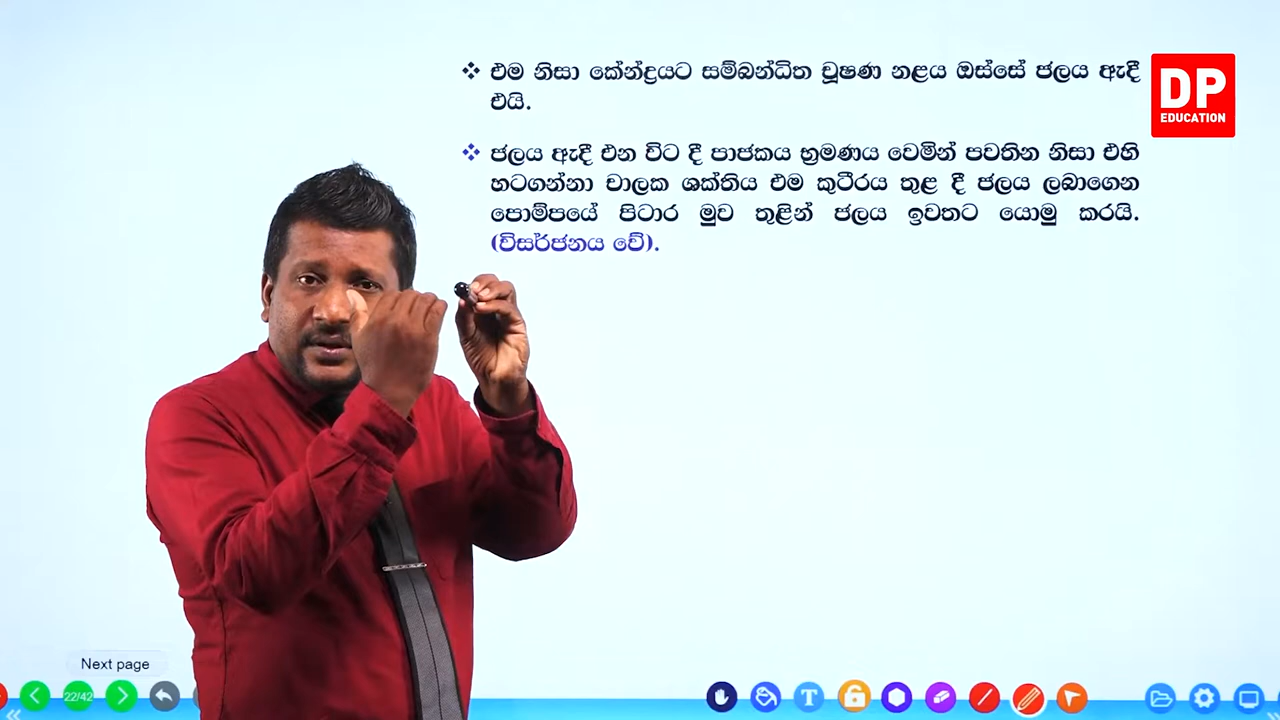 ❖ එම නිසා කේන්ද්‍රයට සම්බන්ධිත චූෂණ නළය ඔස්සේ ජලය ඇදී
එයි.
❖ ජලය ඇදී එන විට දී පාජකය භ්‍රමණය වෙමින් පවතින නිසා එහි
හටගන්නා චාලක ශක්තිය එම කුටීරය තුළ දී ජලය ලබාගෙන
පොම්පයේ පිටාර මුව තුළින් ජලය ඉවතට යොමු කරයි.
(විසර්ජනය වේ).
DP
EDUCATION
Next page
22/42